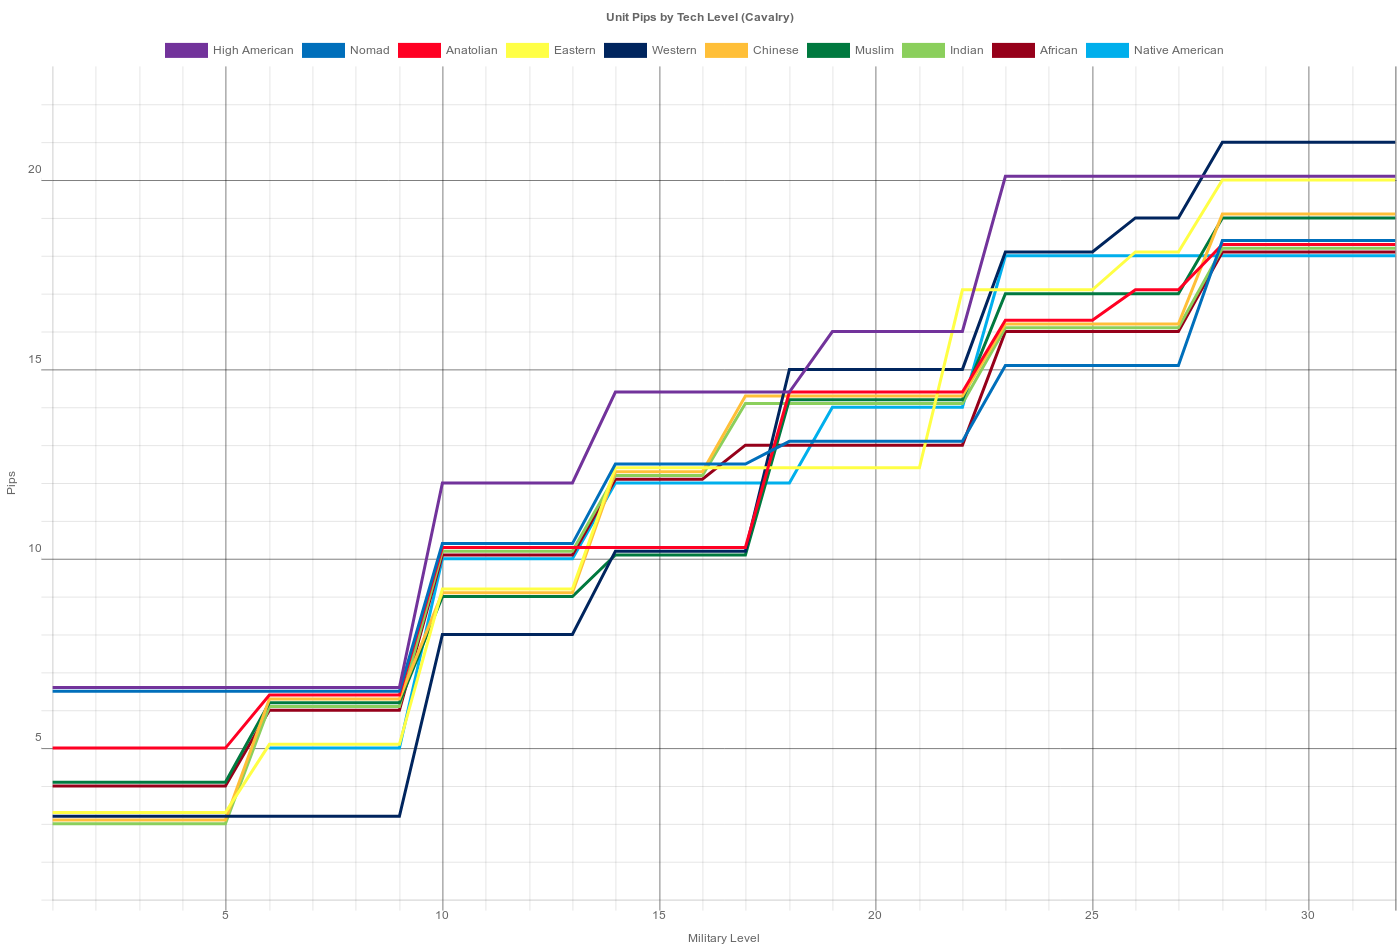 Unit Pips by Tech Level (Cavalry)
High American Nomad Anatolian Eastern Western Chinese Muslim Indian African Native American
20
15
10
5
Pips
5 10 15 20 25 30
Military Level